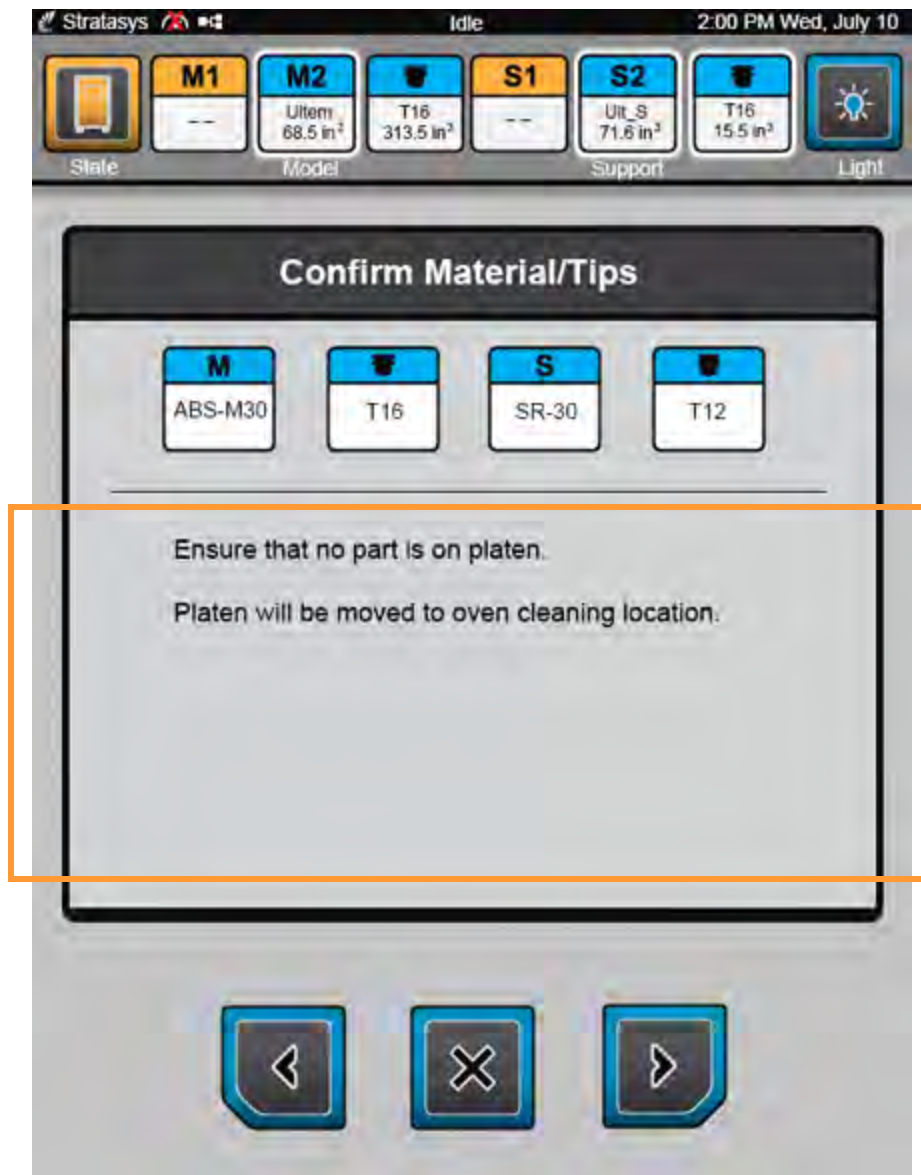 Stratasys Idle 2:00 PM Wed, July 10
M1 M2 S1 S2
-- Ultem T16 -- Ult_S T16
68.5 in³ 313.5 in³ 71.6 in³ 15.5 in³
State Model Support Light
Confirm Material/Tips
M S
ABS-M30 T16 SR-30 T12
Ensure that no part is on platen.
Platen will be moved to oven cleaning location.